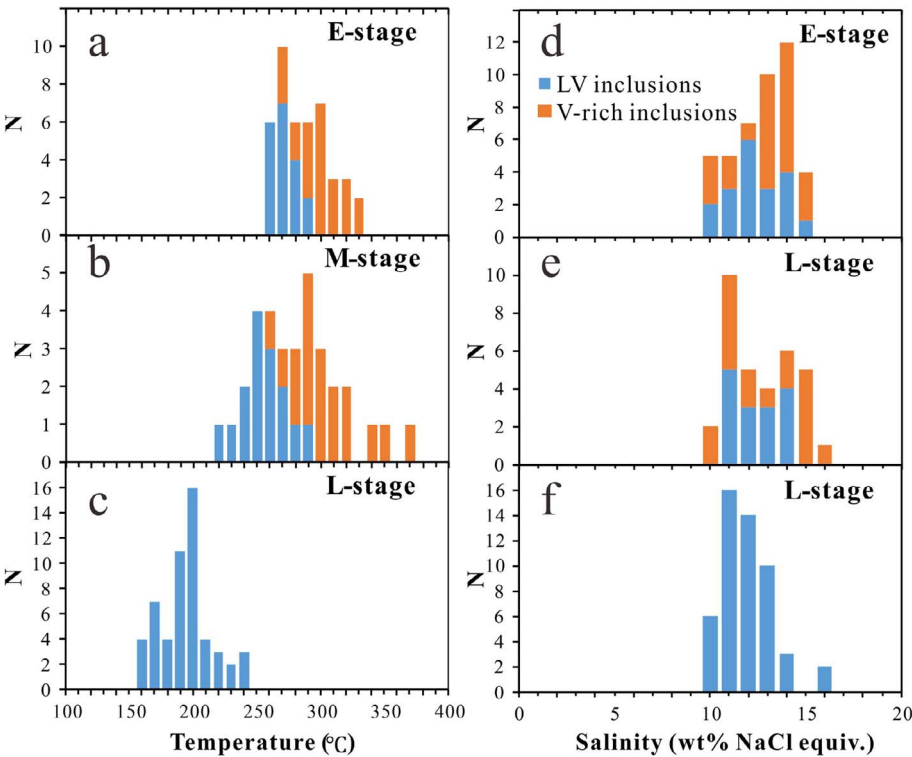 a
E-stage
10
8
6
4
2
0
N
b
M-stage
5
4
3
2
1
0
N
c
L-stage
16
14
12
10
8
6
4
2
0
N
100
150
200
250
300
350
400
Temperature (℃)
d
E-stage
LV inclusions
V-rich inclusions
12
10
8
6
4
2
0
N
e
L-stage
10
8
6
4
2
0
N
f
L-stage
16
14
12
10
8
6
4
2
0
N
0
5
10
15
20
Salinity (wt% NaCl equiv.)